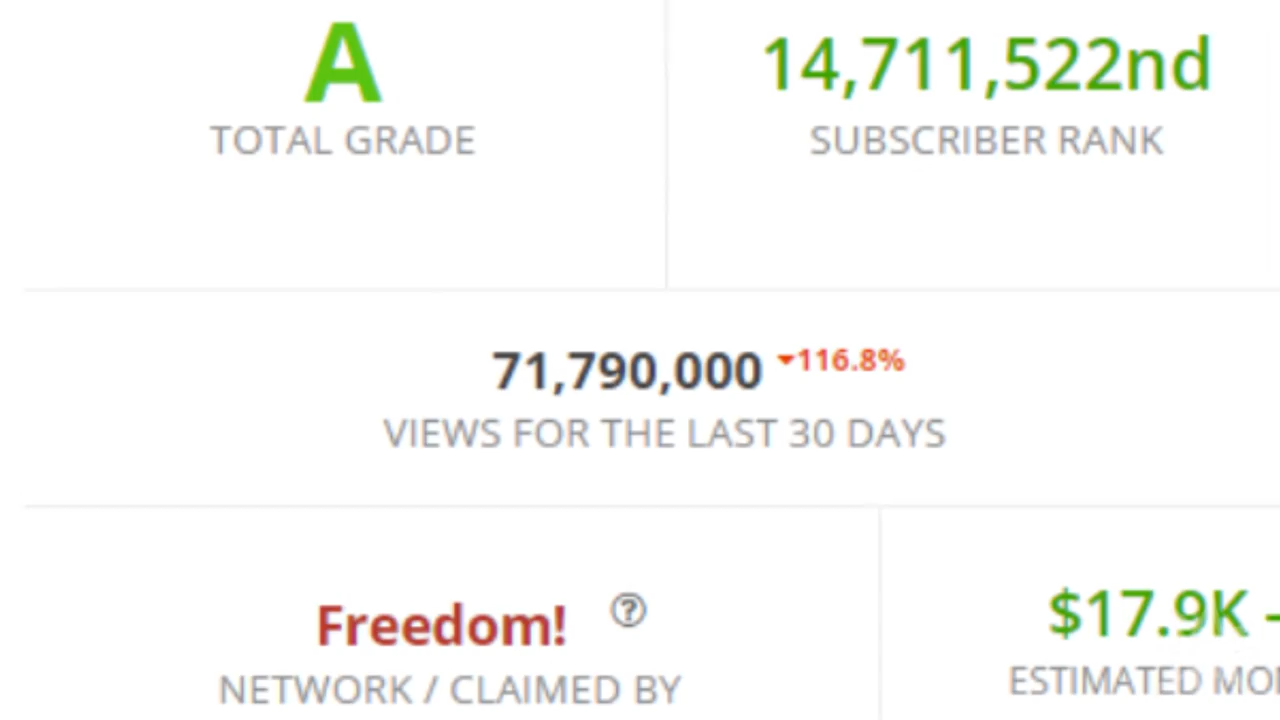 A
TOTAL GRADE
14,711,522nd
SUBSCRIBER RANK
71,790,000 116.8%
VIEWS FOR THE LAST 30 DAYS
Freedom! ?
NETWORK / CLAIMED BY
$17.9K -
ESTIMATED